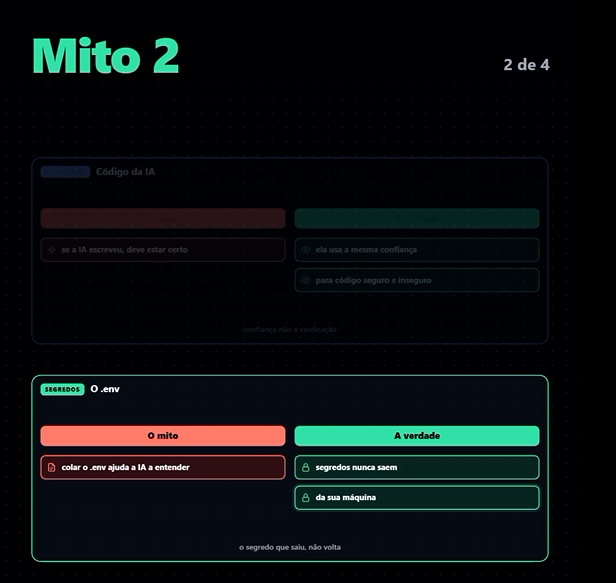 Mito 2
2 de 4
Código da IA
se a IA escreveu, deve estar certo
ela usa a mesma confiança
para código seguro e inseguro
confiança não é verificação
SEGREDOS
O .env
O mito
A verdade
colar o .env ajuda a IA a entender
segredos nunca saem
da sua máquina
o segredo que saiu, não volta